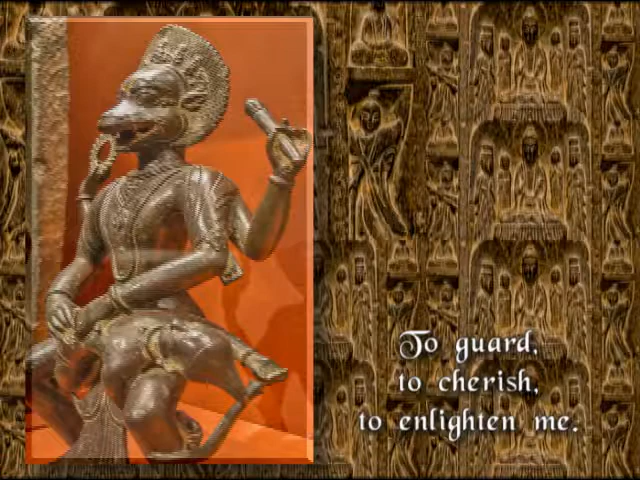 To guard,
to cherish,
to enlighten me.